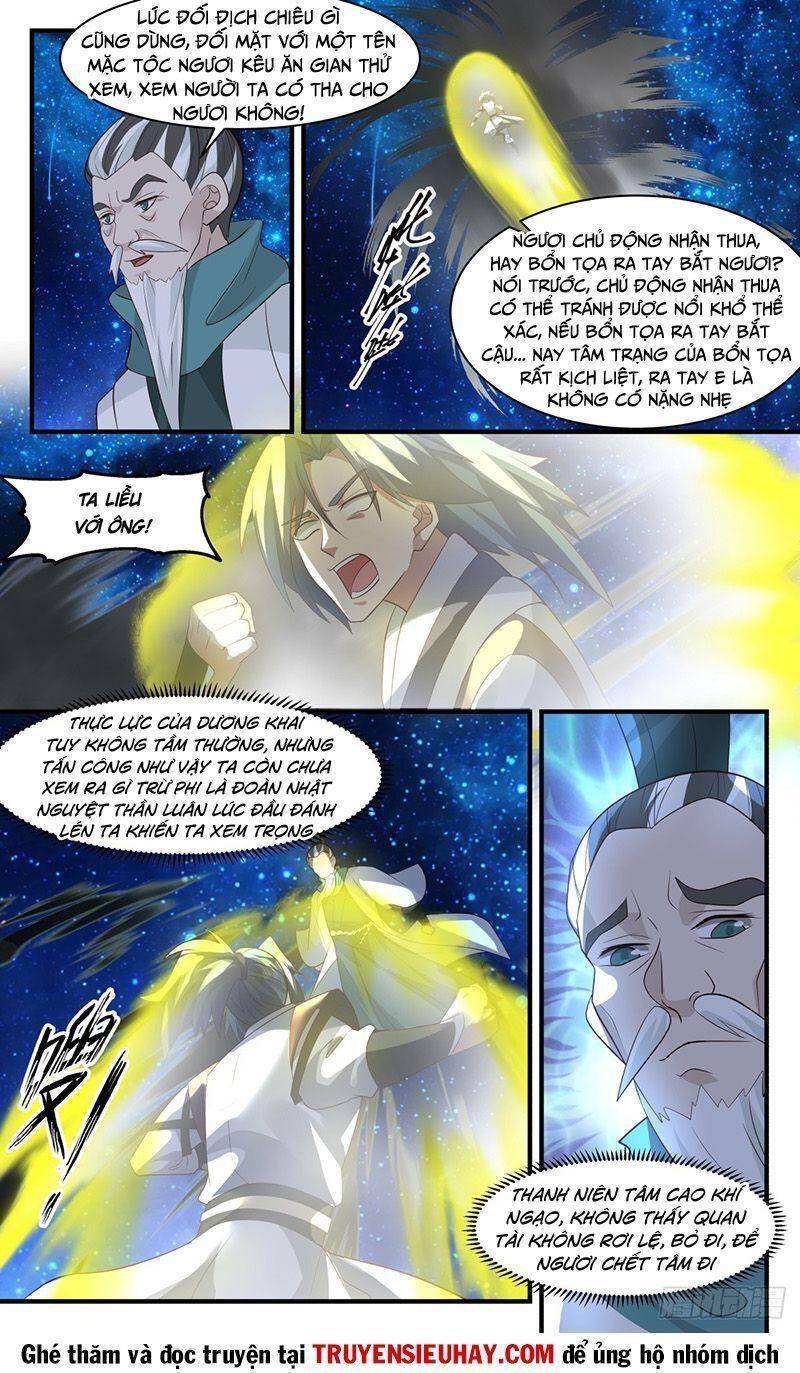 LÚC ĐỐI ĐỊCH CHIÊU GÌ
CŨNG DÙNG, ĐỐI MẶT VỚI MỘT TÊN
MẶC TỘC NGƯƠI KÊU ĂN GIAN THỬ
XEM, XEM NGƯỜI TA CÓ THA CHO
NGƯƠI KHÔNG!
NGƯƠI CHỦ ĐỘNG NHẬN THUA,
HAY BỔN TỌA RA TAY BẮT NGƯƠI?
NÓI TRƯỚC, CHỦ ĐỘNG NHẬN THUA
CÓ THỂ TRÁNH ĐƯỢC NỔI KHỔ THỂ
XÁC, NẾU BỔN TỌA RA TAY BẮT
CẬU... NAY TÂM TRẠNG CỦA BỔN TỌA
RẤT KỊCH LIỆT, RA TAY E LÀ
KHÔNG CÓ NẶNG NHẸ
TA LIỀU
VỚI ÔNG!
THỰC LỰC CỦA DƯƠNG KHAI
TUY KHÔNG TẦM THƯỜNG, NHƯNG
TẤN CÔNG NHƯ VẬY TA CÒN CHƯA
XEM RA GÌ TRỪ PHI LÀ ĐOẢN NHẬT
NGUYỆT THẦN LUÂN LÚC ĐẦU ĐÁNH
LÉN TA KHIẾN TA XEM TRỌNG
THANH NIÊN TÂM CAO KHÍ
NGẠO, KHÔNG THẤY QUAN
TÀI KHÔNG RƠI LỆ, BỎ ĐI, ĐỂ
NGƯƠI CHẾT TÂM ĐI
Ghé thăm và đọc truyện tại TRUYENSIEUHAY.COM để ủng hộ nhóm dịch